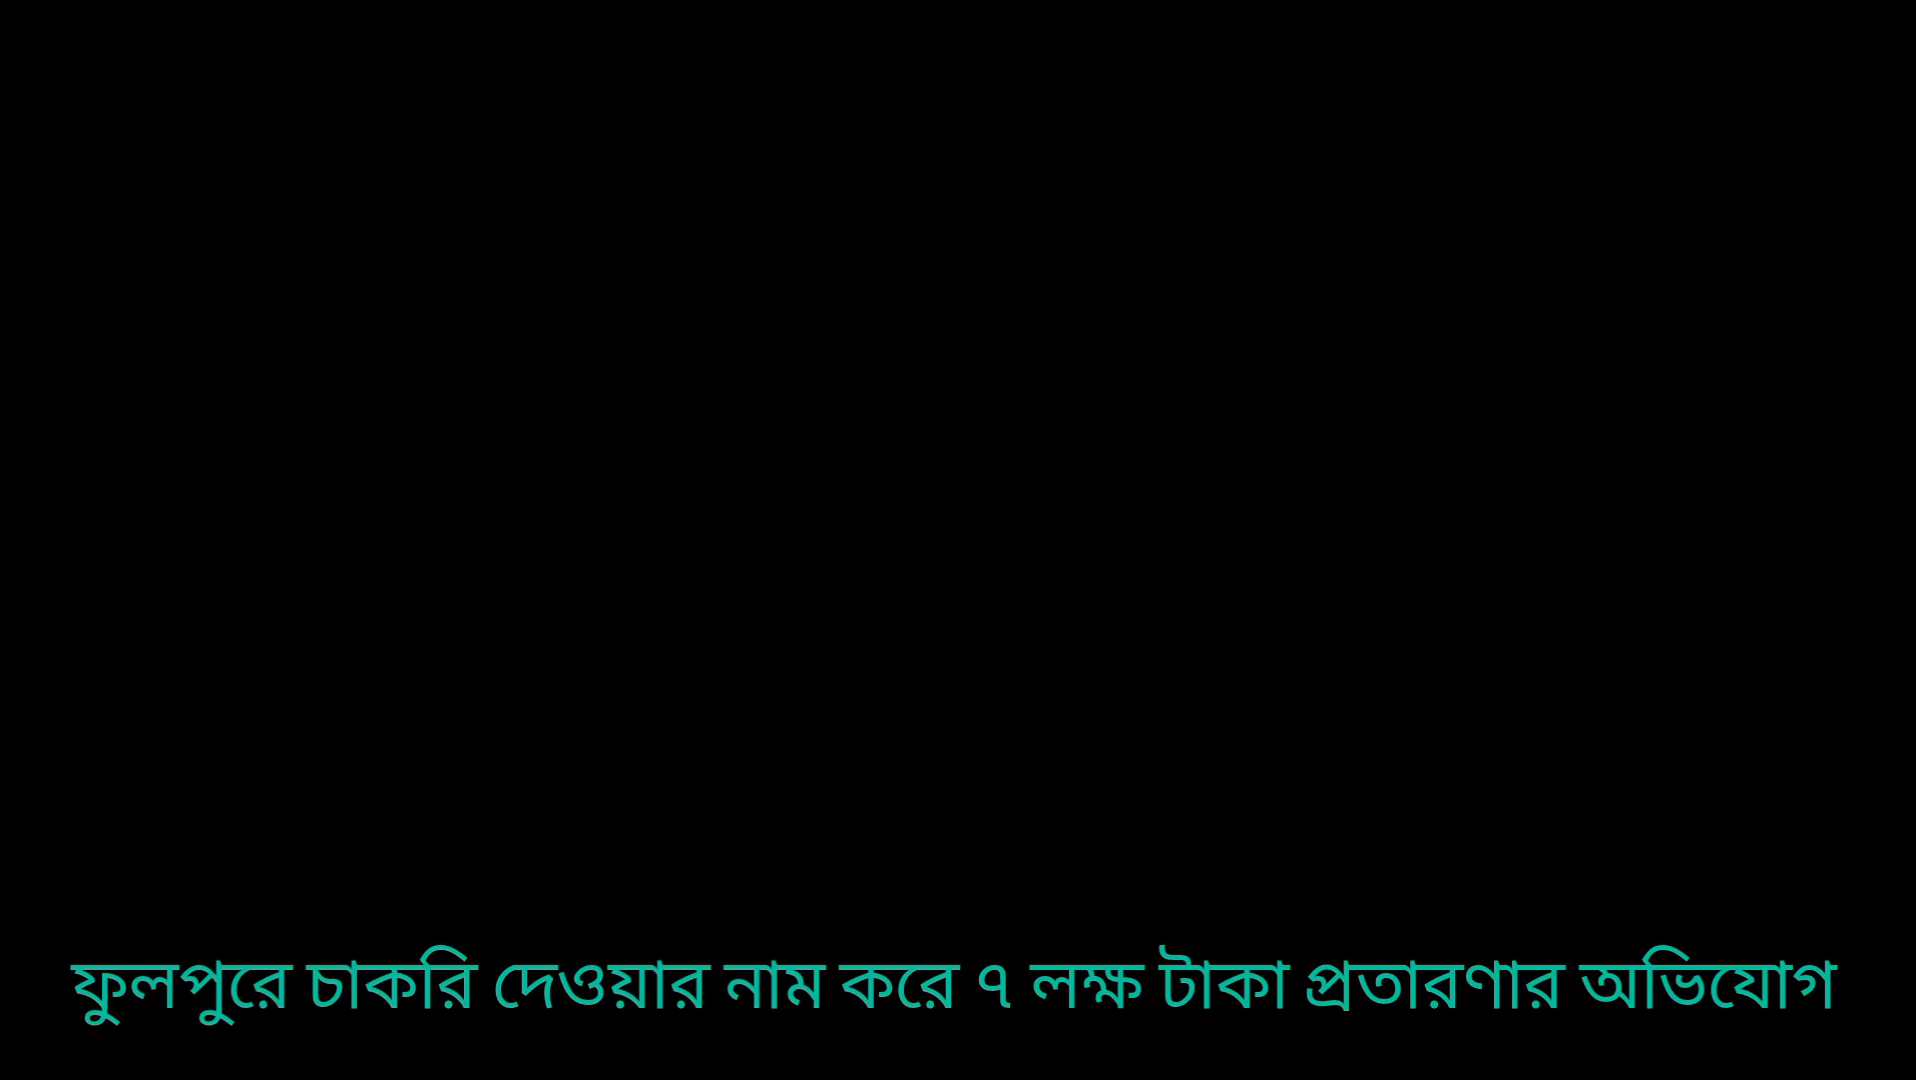 ফুলপুরে চাকরি দেওয়ার নাম করে ৭ লক্ষ টাকা প্রতারণার অভিযোগ